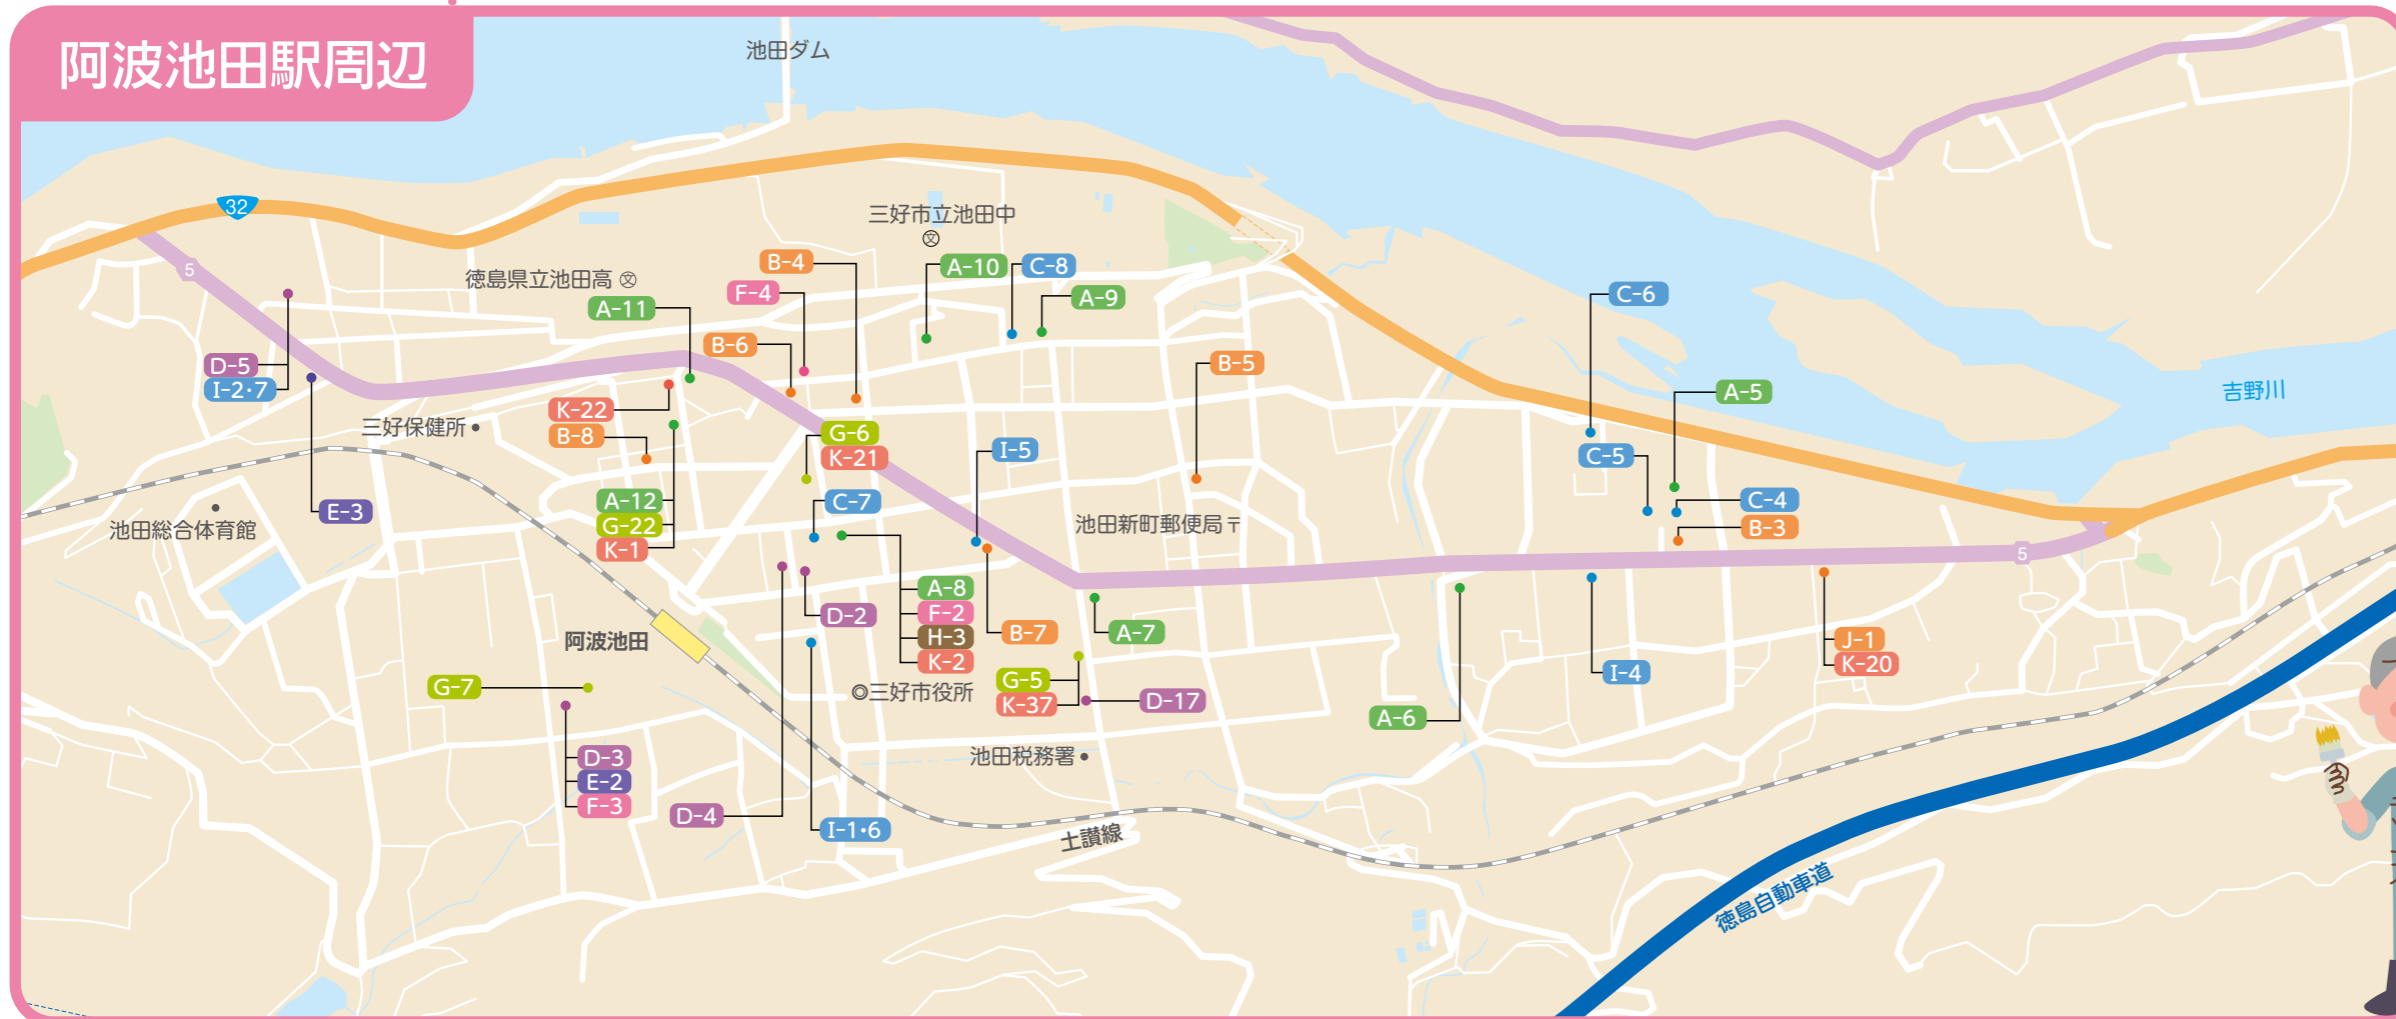 阿波池田駅周辺
池田ダム
32
三好市立池田中
文
5
B-4
A-10
C-8
徳島県立池田高 文
F-4
A-9
C-6
A-11
B-6
B-5
D-5
I-2・7
A-5
吉野川
K-22
三好保健所
B-8
G-6
K-21
I-5
C-5
A-12
C-7
C-4
E-3
G-22
池田新町郵便局〒
B-3
池田総合体育館
K-1
5
A-8
D-2
F-2
阿波池田
H-3
B-7
A-7
J-1
K-2
K-20
I-4
G-7
◎三好市役所
G-5
K-37
D-17
A-6
D-3
池田税務署
E-2
F-3
D-4
I-1・6
土讃線
徳島自動車道